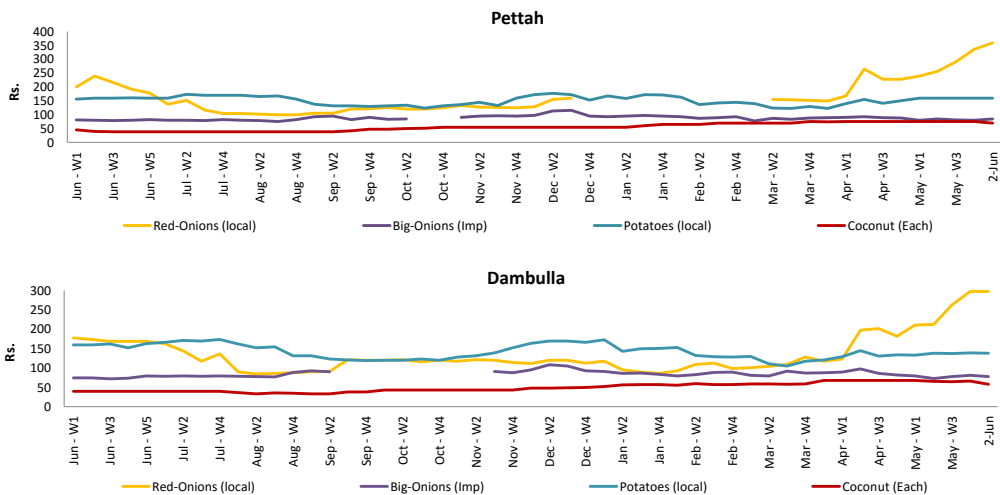 Pettah
Rs.
400
350
300
250
200
150
100
50
0
Jun - W1
Jun - W3
Jun - W5
Jul - W2
Jul - W4
Aug - W2
Aug - W4
Sep - W2
Sep - W4
Oct - W2
Oct - W4
Nov - W2
Nov - W4
Dec - W2
Dec - W4
Jan - W2
Jan - W4
Feb - W2
Feb - W4
Mar - W2
Mar - W4
Apr - W1
Apr - W3
May - W1
May - W3
2-Jun
Red-Onions (local) Big-Onions (Imp) Potatoes (local) Coconut (Each)
Dambulla
Rs.
300
250
200
150
100
50
0
Jun - W1
Jun - W3
Jun - W5
Jul - W2
Jul - W4
Aug - W2
Aug - W4
Sep - W2
Sep - W4
Oct - W2
Oct - W4
Nov - W2
Nov - W4
Dec - W2
Dec - W4
Jan - W2
Jan - W4
Feb - W2
Feb - W4
Mar - W2
Mar - W4
Apr - W1
Apr - W3
May - W1
May - W3
2-Jun
Red-Onions (local) Big-Onions (Imp) Potatoes (local) Coconut (Each)